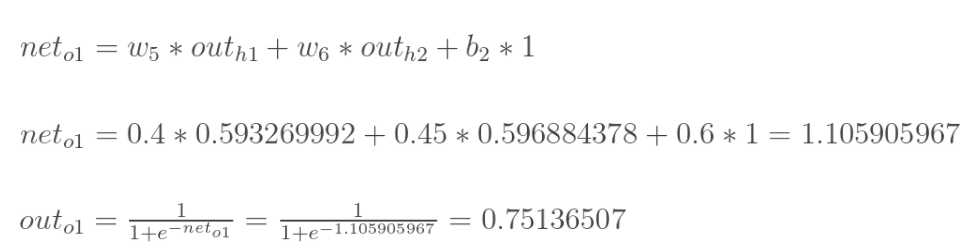 net_{o1} = w_5 * out_{h1} + w_6 * out_{h2} + b_2 * 1
net_{o1} = 0.4 * 0.593269992 + 0.45 * 0.596884378 + 0.6 * 1 = 1.105905967
out_{o1} = \frac{1}{1+e^{-net_{o1}}} = \frac{1}{1+e^{-1.105905967}} = 0.75136507